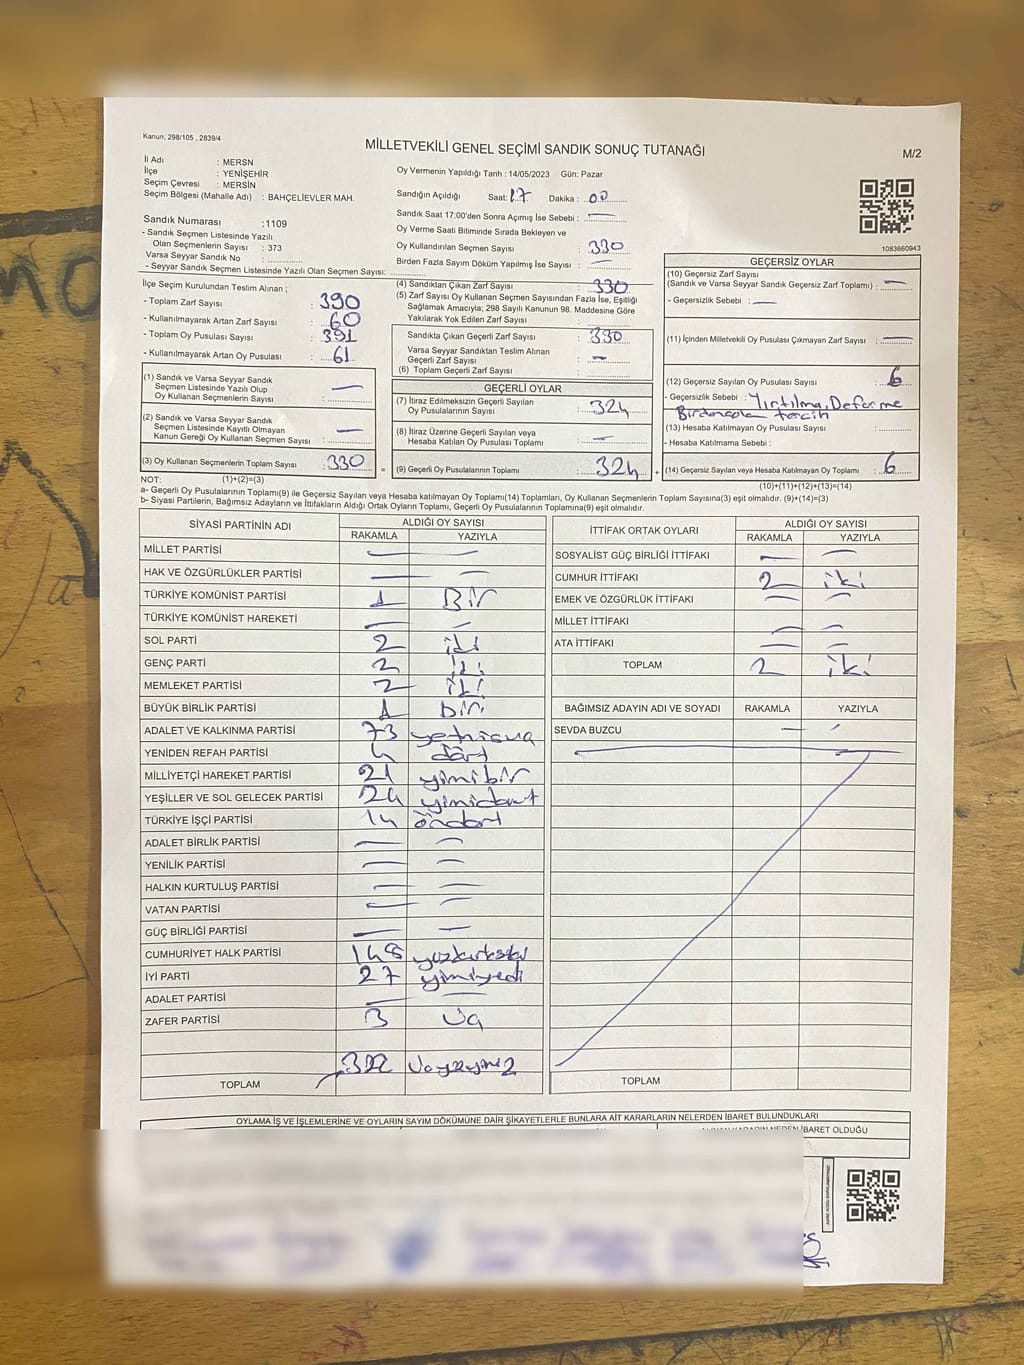 Kanun; 298/105 , 2839/4
MİLLETVEKİLİ GENEL SEÇİMİ SANDIK SONUÇ TUTANAĞI
M/2
İl Adı : MERSN
İlçe : YENİŞEHİR
Seçim Çevresi : MERSİN
Seçim Bölgesi (Mahalle Adı) : BAHÇELİEVLER MAH.
Sandık Numarası :1109
- Sandık Seçmen Listesinde Yazılı
Olan Seçmenlerin Sayısı : 373
Varsa Seyyar Sandık No :
- Seyyar Sandık Seçmen Listesinde Yazılı Olan Seçmen Sayısı:
İlçe Seçim Kurulundan Teslim Alınan ;
- Toplam Zarf Sayısı : 390
- Kullanılmayarak Artan Zarf Sayısı : 60
- Toplam Oy Pusulası Sayısı : 391
- Kullanılmayarak Artan Oy Pusulası : 61
(1) Sandık ve Varsa Seyyar Sandık
Seçmen Listesinde Yazılı Olup
Oy Kullanan Seçmenlerin Sayısı : —
(2) Sandık ve Varsa Seyyar Sandık
Seçmen Listesinde Kayıtlı Olmayan
Kanun Gereği Oy Kullanan Seçmen Sayısı : —
(3) Oy Kullanan Seçmenlerin Toplam Sayısı : 330
Oy Vermenin Yapıldığı Tarih : 14/05/2023 Gün: Pazar
Sandığın Açıldığı Saat: 17 Dakika : 00
Sandık Saat 17:00'den Sonra Açımış İse Sebebi : —
Oy Verme Saati Bitiminde Sırada Bekleyen ve
Oy Kullandırılan Seçmen Sayısı : 330
Birden Fazla Sayım Döküm Yapılmış İse Sayısı : —
(4) Sandıktan Çıkan Zarf Sayısı : 330
(5) Zarf Sayısı Oy Kullanan Seçmen Sayısından Fazla İse, Eşitliği
Sağlamak Amacıyla; 298 Sayılı Kanunun 98. Maddesine Göre
Yakılarak Yok Edilen Zarf Sayısı :
Sandıkta Çıkan Geçerli Zarf Sayısı : 330
Varsa Seyyar Sandıktan Teslim Alınan
Geçerli Zarf Sayısı : —
(6) Toplam Geçerli Zarf Sayısı :
GEÇERLİ OYLAR
(7) İtiraz Edilmeksizin Geçerli Sayılan
Oy Pusulalarının Sayısı : 324
(8) İtiraz Üzerine Geçerli Sayılan veya
Hesaba Katılan Oy Pusulası Toplamı : —
(9) Geçerli Oy Pusulalarının Toplamı : 324
1083660943
GEÇERSİZ OYLAR
(10) Geçersiz Zarf Sayısı
(Sandık ve Varsa Seyyar Sandık Geçersiz Zarf Toplamı) : —
- Geçersizlik Sebebi : —
(11) İçinden Milletvekili Oy Pusulası Çıkmayan Zarf Sayısı : —
(12) Geçersiz Sayılan Oy Pusulası Sayısı : 6
- Geçersizlik Sebebi : Yırtılma, Deforme
tercih
(13) Hesaba Katılmayan Oy Pusulası Sayısı :
- Hesaba Katılmama Sebebi :
(14) Geçersiz Sayılan veya Hesaba Katılmayan Oy Toplamı : 6
NOT: (1)+(2)=(3)
(10)+(11)+(12)+(13)=(14)
a- Geçerli Oy Pusulalarının Toplamı(9) ile Geçersiz Sayılan veya Hesaba katılmayan Oy Toplamı(14) Toplamları, Oy Kullanan Seçmenlerin Toplam Sayısına(3) eşit olmalıdır. (9)+(14)=(3)
b- Siyasi Partilerin, Bağımsız Adayların ve İttifakların Aldığı Ortak Oyların Toplamı, Geçerli Oy Pusulalarının Toplamına(9) eşit olmalıdır.
SİYASİ PARTİNİN ADI ALDIĞI OY SAYISI
RAKAMLA YAZIYLA
MİLLET PARTİSİ — —
HAK VE ÖZGÜRLÜKLER PARTİSİ — —
TÜRKİYE KOMÜNİST PARTİSİ 1 Bir
TÜRKİYE KOMÜNİST HAREKETİ — —
SOL PARTİ 2 iki
GENÇ PARTİ 2 iki
MEMLEKET PARTİSİ 2 iki
BÜYÜK BİRLİK PARTİSİ 1 bir
ADALET VE KALKINMA PARTİSİ 73
YENİDEN REFAH PARTİSİ 4 dört
MİLLİYETÇİ HAREKET PARTİSİ 21 yimibir
YEŞİLLER VE SOL GELECEK PARTİSİ 24 yimidört
TÜRKİYE İŞÇİ PARTİSİ 14 öndört
ADALET BİRLİK PARTİSİ — —
YENİLİK PARTİSİ — —
HALKIN KURTULUŞ PARTİSİ — —
VATAN PARTİSİ — —
GÜÇ BİRLİĞİ PARTİSİ — —
CUMHURİYET HALK PARTİSİ 148 yüzkırksekiz
İYİ PARTİ 27 yimiyedi
ADALET PARTİSİ — —
ZAFER PARTİSİ 3 Üç
TOPLAM 322
İTTİFAK ORTAK OYLARI ALDIĞI OY SAYISI
RAKAMLA YAZIYLA
SOSYALİST GÜÇ BİRLİĞİ İTTİFAKI — —
CUMHUR İTTİFAKI 2 iki
EMEK VE ÖZGÜRLÜK İTTİFAKI — —
MİLLET İTTİFAKI — —
ATA İTTİFAKI — —
TOPLAM 2 iki
BAĞIMSIZ ADAYIN ADI VE SOYADI RAKAMLA YAZIYLA
SEVDA BUZCU — —
TOPLAM
OYLAMA İŞ VE İŞLEMLERİNE VE OYLARIN SAYIM DÖKÜMÜNE DAİR ŞİKAYETLERLE BUNLARA AİT KARARLARIN NELERDEN İBARET BULUNDUKLARI
İBARET OLDUĞU